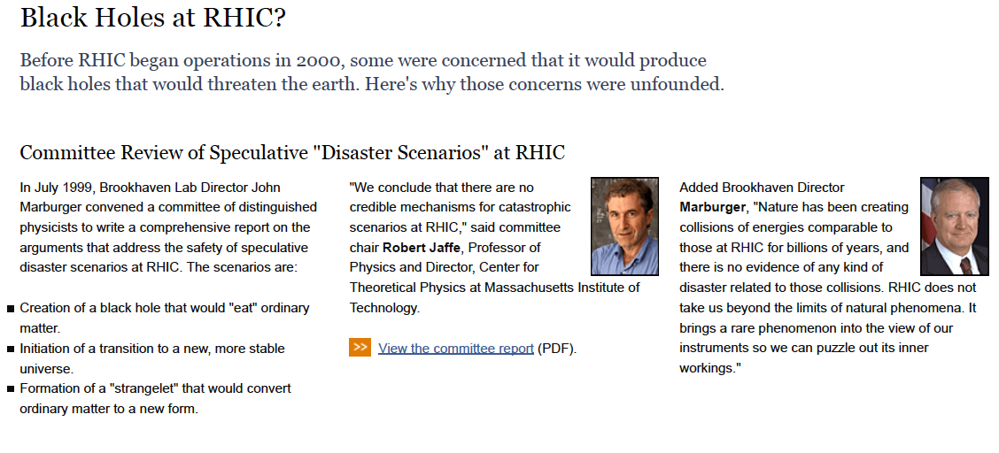 Black Holes at RHIC?
Before RHIC began operations in 2000, some were concerned that it would produce
black holes that would threaten the earth. Here's why those concerns were unfounded.
Committee Review of Speculative "Disaster Scenarios" at RHIC
In July 1999, Brookhaven Lab Director John
Marburger convened a committee of distinguished
physicists to write a comprehensive report on the
arguments that address the safety of speculative
disaster scenarios at RHIC. The scenarios are:
■ Creation of a black hole that would "eat" ordinary
matter.
■ Initiation of a transition to a new, more stable
universe.
■ Formation of a "strangelet" that would convert
ordinary matter to a new form.
"We conclude that there are no
credible mechanisms for catastrophic
scenarios at RHIC," said committee
chair Robert Jaffe, Professor of
Physics and Director, Center for
Theoretical Physics at Massachusetts Institute of
Technology.
>> View the committee report (PDF).
Added Brookhaven Director
Marburger, "Nature has been creating
collisions of energies comparable to
those at RHIC for billions of years, and
there is no evidence of any kind of
disaster related to those collisions. RHIC does not
take us beyond the limits of natural phenomena. It
brings a rare phenomenon into the view of our
instruments so we can puzzle out its inner
workings."